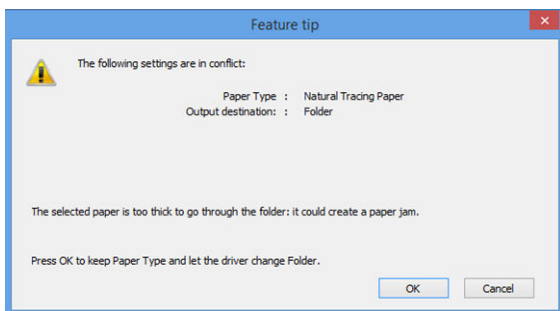 Feature tip
The following settings are in conflict:
Paper Type : Natural Tracing Paper
Output destination: : Folder
The selected paper is too thick to go through the folder: it could create a paper jam.
Press OK to keep Paper Type and let the driver change Folder.
OK Cancel